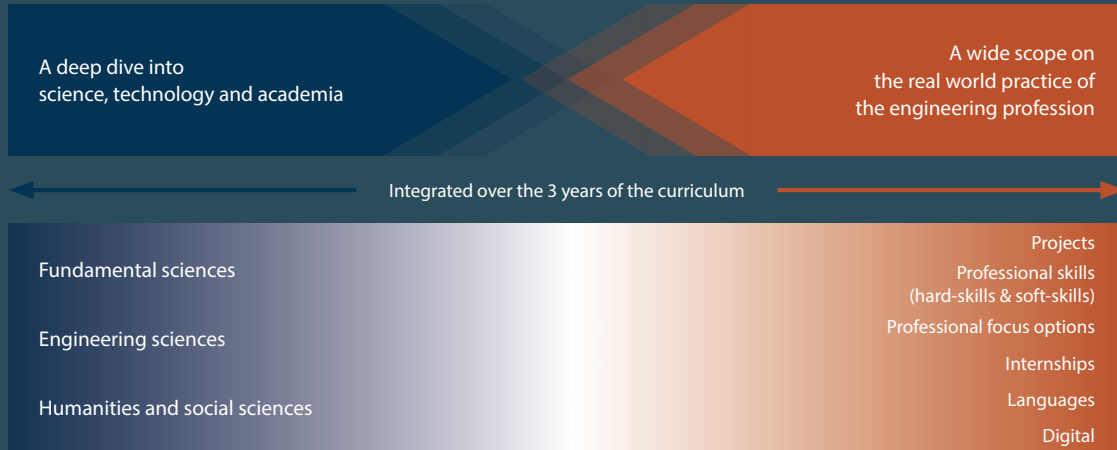 A deep dive into
science, technology and academia
A wide scope on
the real world practice of
the engineering profession
Integrated over the 3 years of the curriculum
Fundamental sciences
Engineering sciences
Humanities and social sciences
Projects
Professional skills
(hard-skills & soft-skills)
Professional focus options
Internships
Languages
Digital